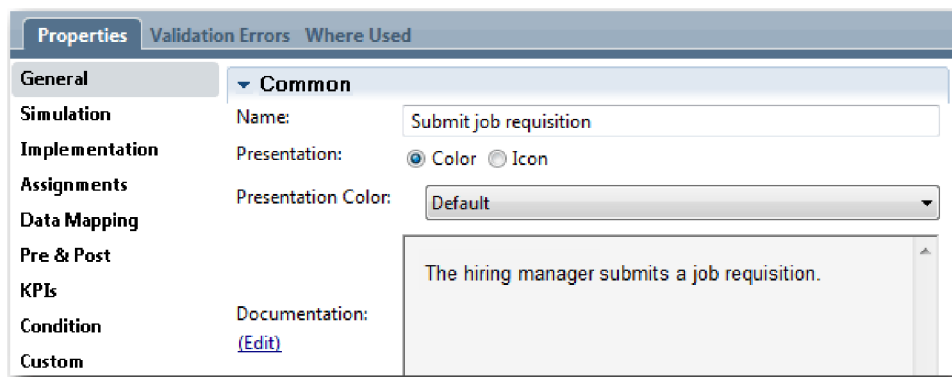 Properties Validation Errors Where Used
General
Simulation
Implementation
Assignments
Data Mapping
Pre & Post
KPIs
Condition
Custom
Common
Name: Submit job requisition
Presentation: Color Icon
Presentation Color: Default
The hiring manager submits a job requisition.
Documentation:
(Edit)